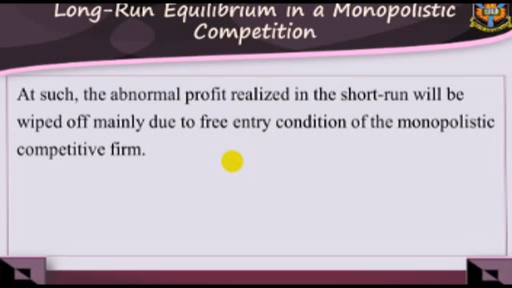 Long-Run Equilibrium in a Monopolistic
Competition
At such, the abnormal profit realized in the short-run will be
wiped off mainly due to free entry condition of the monopolistic
competitive firm.